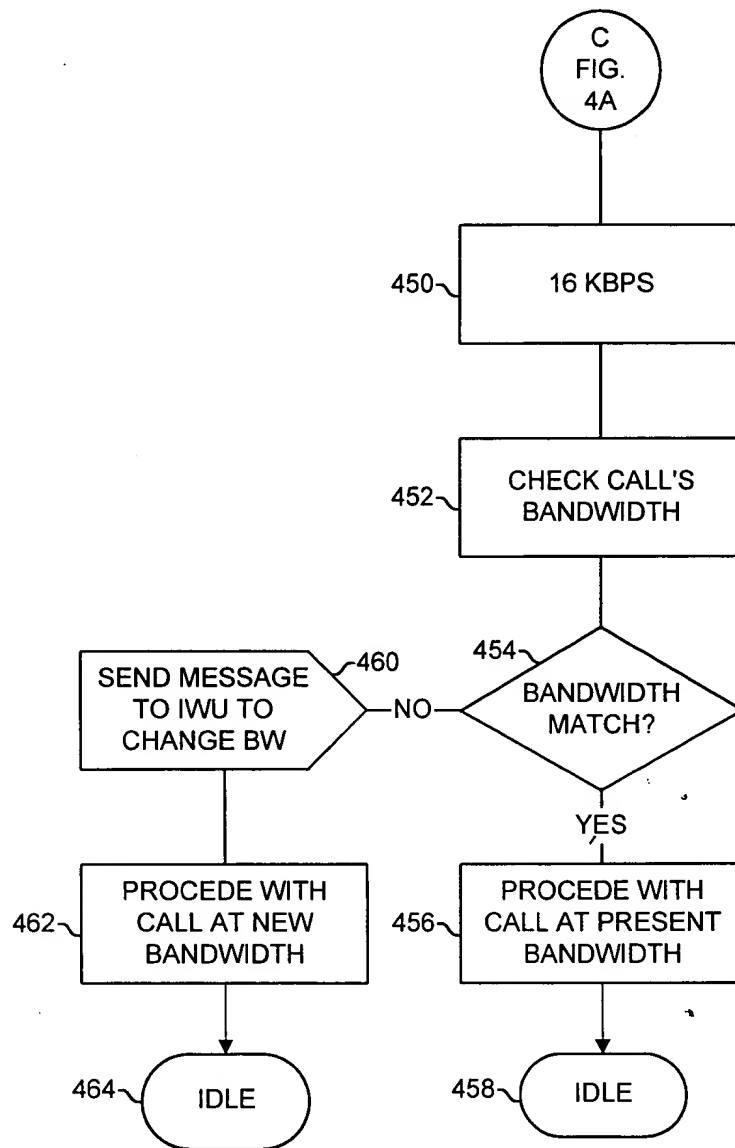 C
FIG.
4A
450
16 KBPS
452
CHECK CALL'S
BANDWIDTH
454
BANDWIDTH
MATCH?
NO
460
SEND MESSAGE
TO IWU TO
CHANGE BW
YES
462
PROCEDE WITH
CALL AT NEW
BANDWIDTH
456
PROCEDE WITH
CALL AT PRESENT
BANDWIDTH
464
IDLE
458
IDLE